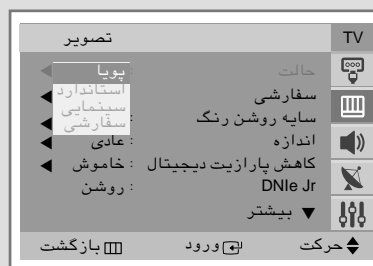 تصویر TV
حالت : پویا
سفارشی استاندارد
سایه روشن رنگ : سینمایی
سفارشی
اندازه : عادی
کاهش پارازیت دیجیتال : خاموش
DNIe Jr : روشن
▼ بیشتر
حرکت ورود بازگشت